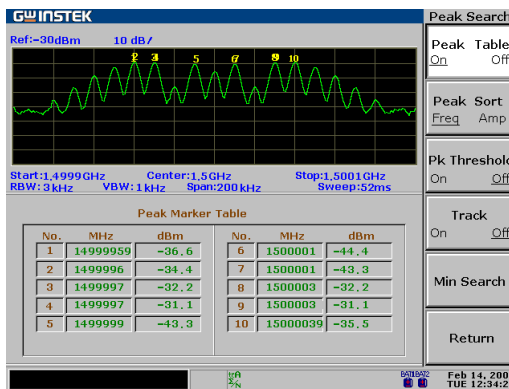 GWINSTEK
Peak Search
Ref:-30dBm 10 dB/
2 3 5 6 9 10
Peak Table
On Off
Peak Sort
Freq Amp
Pk Threshold
On Off
Start:1.4999GHz Center:1.5GHz Stop:1.5001GHz
RBW:3kHz VBW:1kHz Span:200kHz Sweep:52ms
Peak Marker Table
No. MHz dBm No. MHz dBm
1 14999959 -36.6 6 1500001 -44.4
2 1499996 -34.4 7 1500001 -43.3
3 1499997 -32.2 8 1500003 -32.2
4 1499997 -31.1 9 1500003 -31.1
5 1499999 -43.3 10 15000039 -35.5
Track
On Off
Min Search
Return
BAT1BAT2
Feb 14, 200
TUE 12:34:2